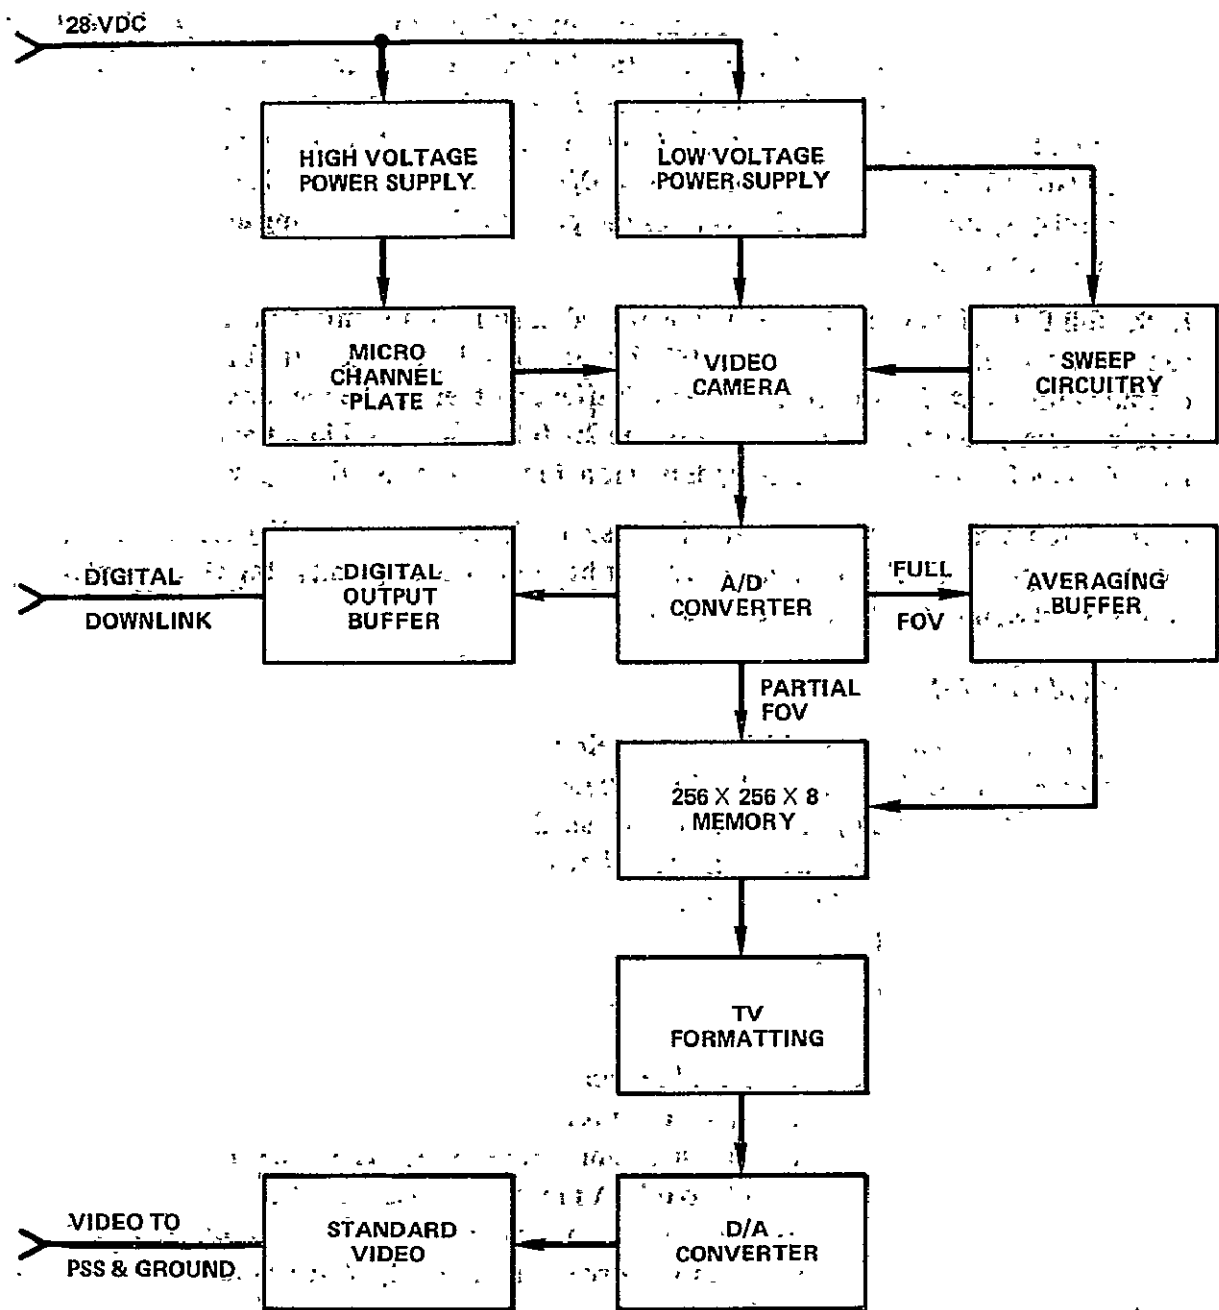 28 VDC
HIGH VOLTAGE
POWER SUPPLY
LOW VOLTAGE
POWER SUPPLY
MICRO
CHANNEL
PLATE
VIDEO
CAMERA
SWEEP
CIRCUITRY
DIGITAL
DOWNLINK
DIGITAL
OUTPUT
BUFFER
A/D
CONVERTER
FULL
FOV
AVERAGING
BUFFER
PARTIAL
FOV
256 X 256 X 8
MEMORY
TV
FORMATTING
VIDEO TO
PSS & GROUND
STANDARD
VIDEO
D/A
CONVERTER